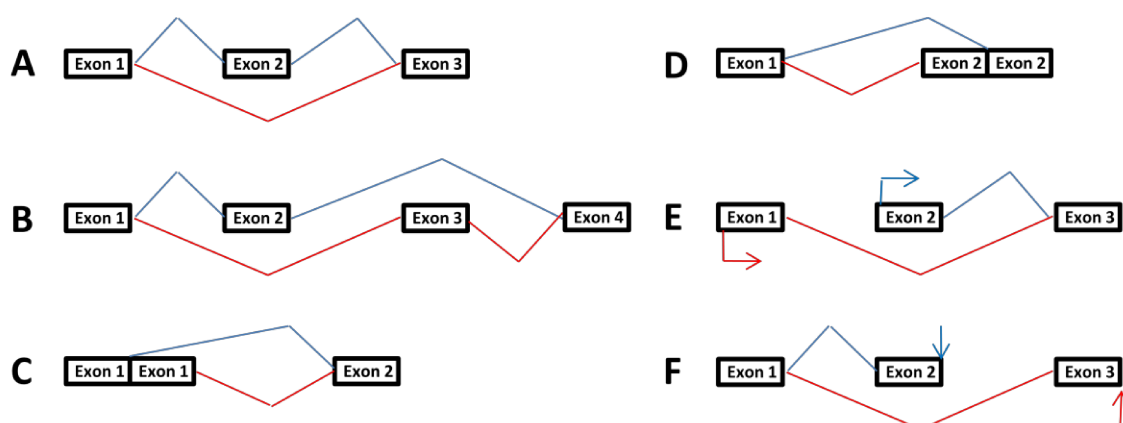 A Exon 1 Exon 2 Exon 3
B Exon 1 Exon 2 Exon 3 Exon 4
C Exon 1 Exon 1 Exon 2
D Exon 1 Exon 2 Exon 2
E Exon 1 Exon 2 Exon 3
F Exon 1 Exon 2 Exon 3